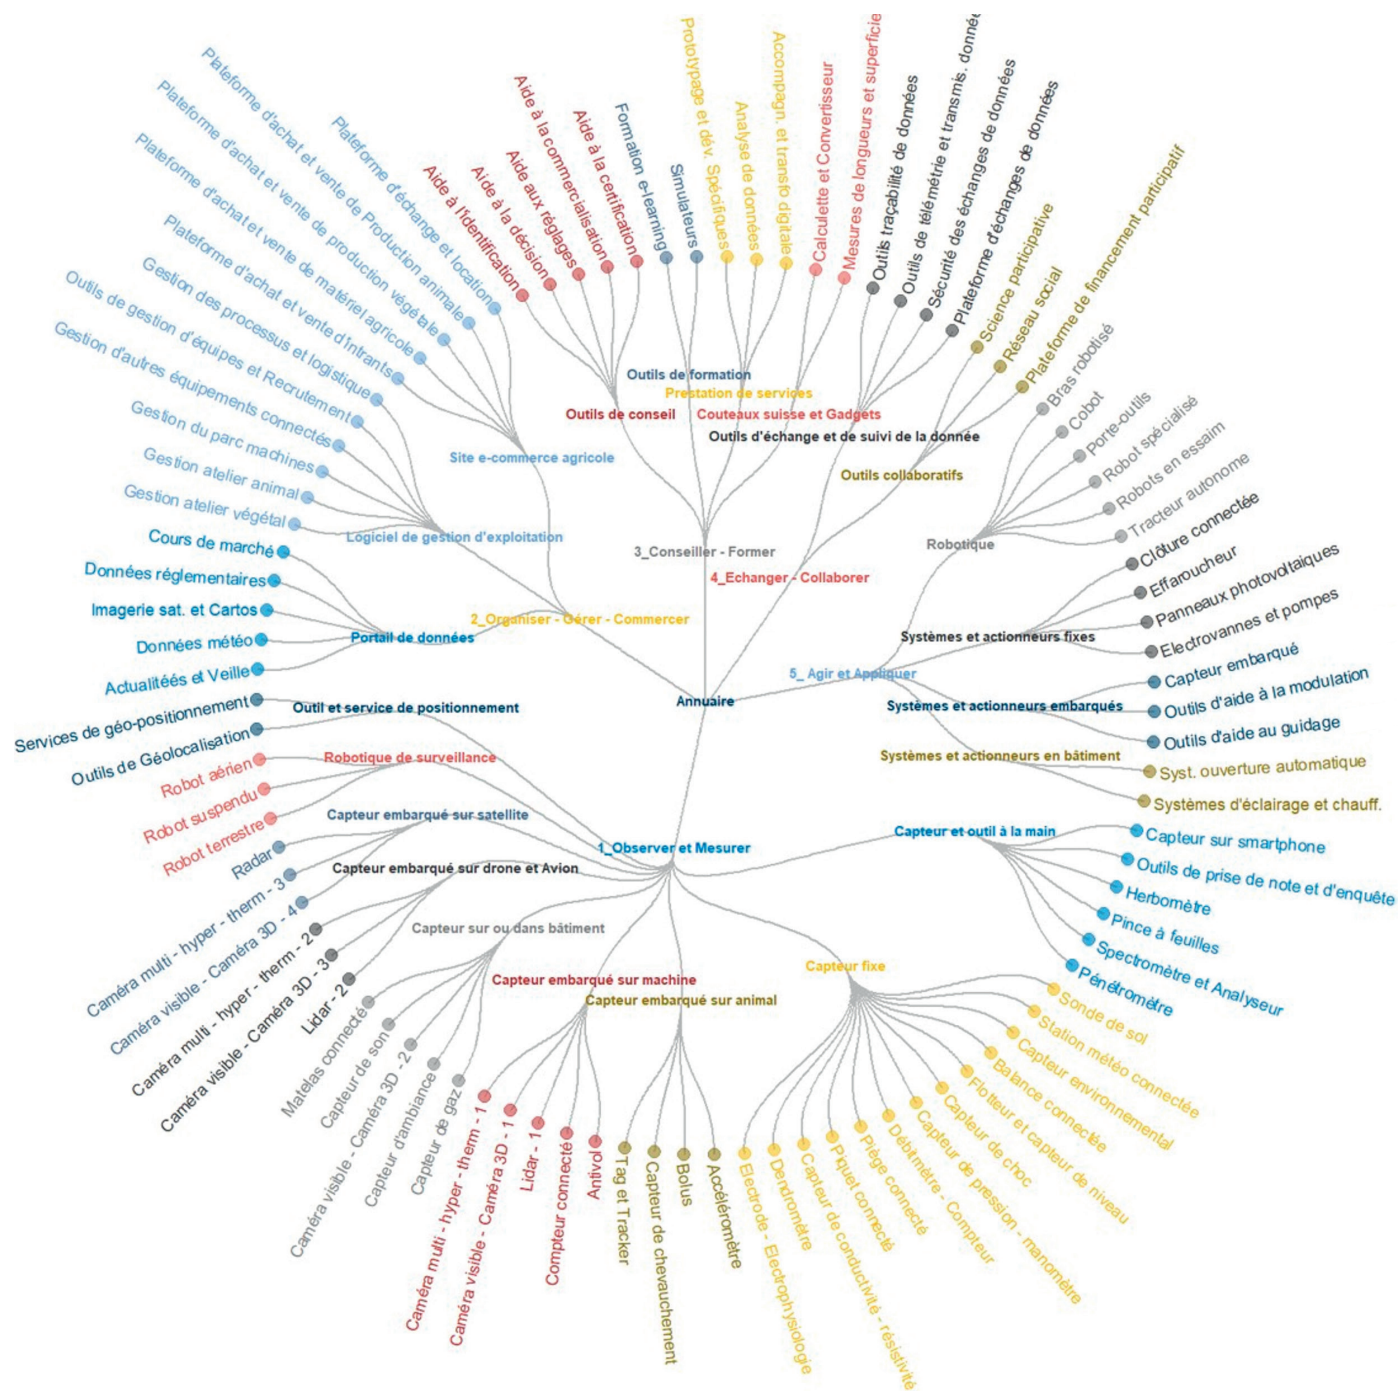 Annuaire
1_Observer et Mesurer
Outil et service de positionnement
Services de géo-positionnement
Outils de Géolocalisation
Robotique de surveillance
Robot aérien
Robot suspendu
Robot terrestre
Capteur embarqué sur satellite
Radar
Caméra multi - hyper - therm - 3
Caméra visible - Caméra 3D - 4
Capteur embarqué sur drone et Avion
Caméra multi - hyper - therm - 2
Caméra visible - Caméra 3D - 3
Lidar - 2
Capteur sur ou dans bâtiment
Matelas connecté
Capteur de son
Caméra visible - Caméra 3D - 2
Capteur d'ambiance
Capteur de gaz
Capteur embarqué sur machine
Caméra multi - hyper - therm - 1
Caméra visible - Caméra 3D - 1
Lidar - 1
Compteur connecté
Antivol
Capteur embarqué sur animal
Tag et Tracker
Capteur de chevauchement
Bolus
Accéléromètre
Capteur fixe
Electrode - Electrophysiologie
Dendromètre
Capteur de conductivité - résistivité
Piquet connecté
Piège connecté
Débitmètre - Compteur
Capteur de pression - manomètre
Capteur de choc
Flotteur et capteur de niveau
Balance connectée
Capteur environnemental
Station météo connectée
Sonde de sol
Capteur et outil à la main
Pénétromètre
Spectromètre et Analyseur
Pince à feuilles
Herbomètre
Outils de prise de note et d'enquête
Capteur sur smartphone
2_Organiser - Gérer - Commercer
Portail de données
Actualitéés et Veille
Données météo
Imagerie sat. et Cartos
Données réglementaires
Cours de marché
Logiciel de gestion d'exploitation
Gestion atelier végétal
Gestion atelier animal
Gestion du parc machines
Gestion d'autres équipements connectés
Outils de gestion d'équipes et Recrutement
Gestion des processus et logistique
Site e-commerce agricole
Plateforme d'achat et vente d'intrants
Plateforme d'achat et vente de matériel agricole
Plateforme d'achat et vente de production végétale
Plateforme d'achat et vente de Production animale
Plateforme d'échange et location
3_Conseiller - Former
Outils de conseil
Aide à l'identification
Aide à la décision
Aide aux réglages
Aide à la commercialisation
Aide à la certification
Outils de formation
Formation e-learning
Simulateurs
Prestation de services
Prototypage et dév. Spécifiques
Analyse de données
Accompagn. et transfo digitale
Couteaux suisse et Gadgets
Calculette et Convertisseur
Mesures de longueurs et superficie
4_Echanger - Collaborer
Outils d'échange et de suivi de la donnée
Outils traçabilité de données
Outils de télémétrie et transmis. donnée
Sécurité des échanges de données
Plateforme d'échanges de données
Outils collaboratifs
Science participative
Réseau social
Plateforme de financement participatif
5_ Agir et Appliquer
Robotique
Bras robotisé
Cobot
Porte-outils
Robot spécialisé
Robots en essaim
Tracteur autonome
Systèmes et actionneurs fixes
Clôture connectée
Effaroucheur
Panneaux photovoltaiques
Electrovannes et pompes
Systèmes et actionneurs embarqués
Capteur embarqué
Outils d'aide à la modulation
Outils d'aide au guidage
Systèmes et actionneurs en bâtiment
Syst. ouverture automatique
Systèmes d'éclairage et chauff.